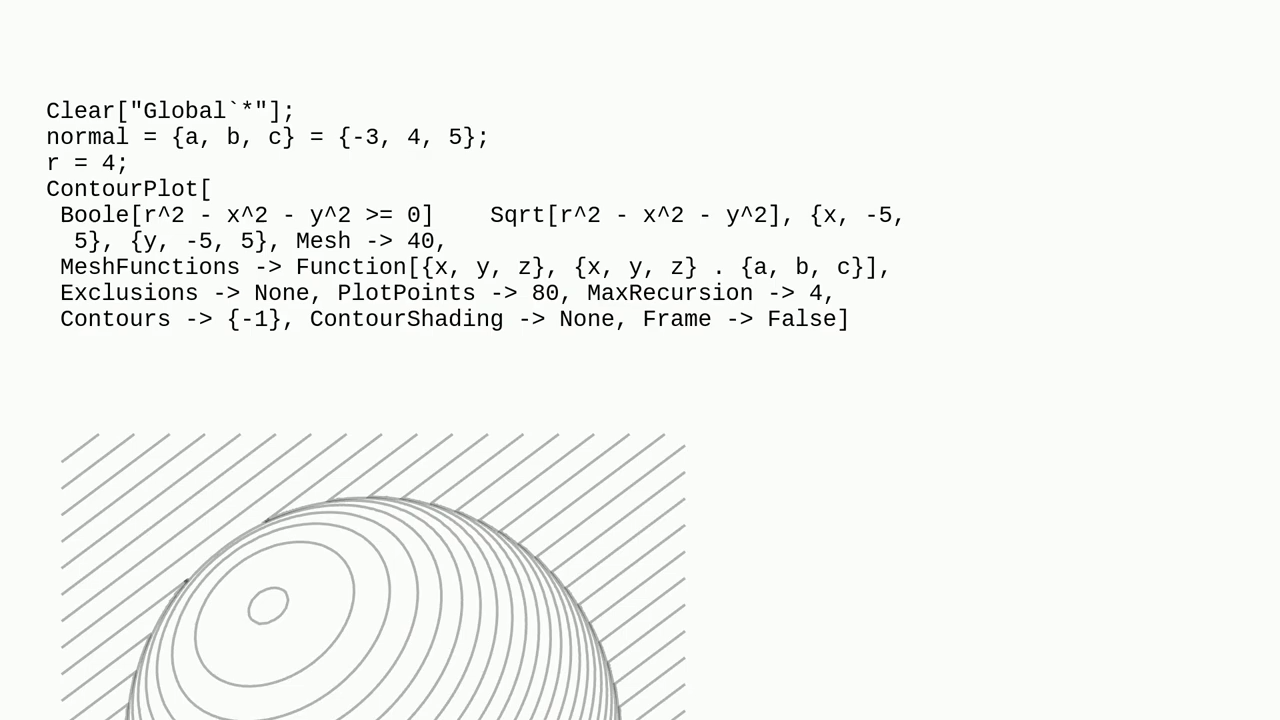 Clear["Global`*"];
normal = {a, b, c} = {-3, 4, 5};
r = 4;
ContourPlot[
Boole[r^2 - x^2 - y^2 >= 0]    Sqrt[r^2 - x^2 - y^2], {x, -5,
5}, {y, -5, 5}, Mesh -> 40,
MeshFunctions -> Function[{x, y, z}, {x, y, z} . {a, b, c}],
Exclusions -> None, PlotPoints -> 80, MaxRecursion -> 4,
Contours -> {-1}, ContourShading -> None, Frame -> False]